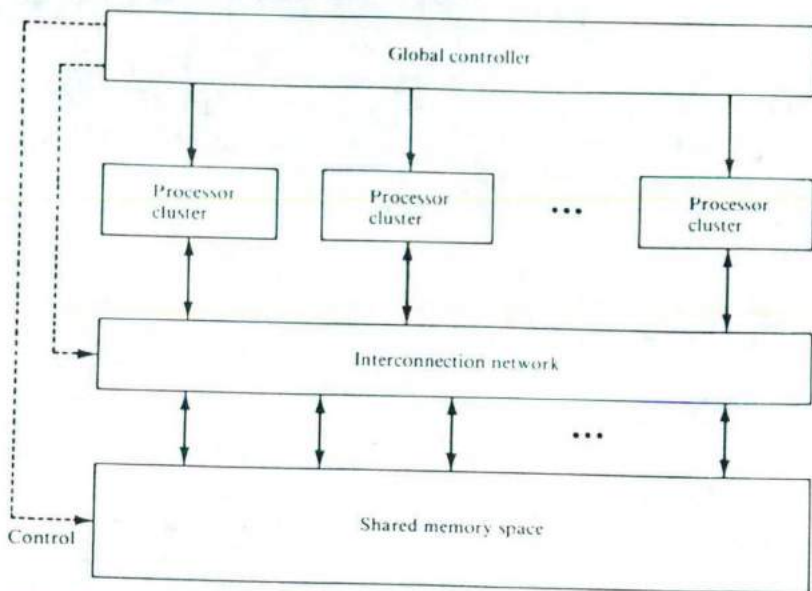 Global controller
Processor
cluster
Processor
cluster
•••
Processor
cluster
Interconnection network
•••
Shared memory space
Control